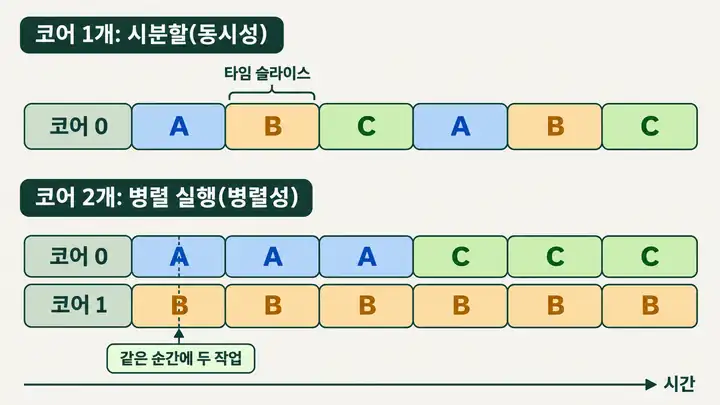 코어 1개: 시분할(동시성)
타임 슬라이스
코어 0 A B C A B C
코어 2개: 병렬 실행(병렬성)
코어 0 A A A C C C
코어 1 B B B B B B
같은 순간에 두 작업
시간